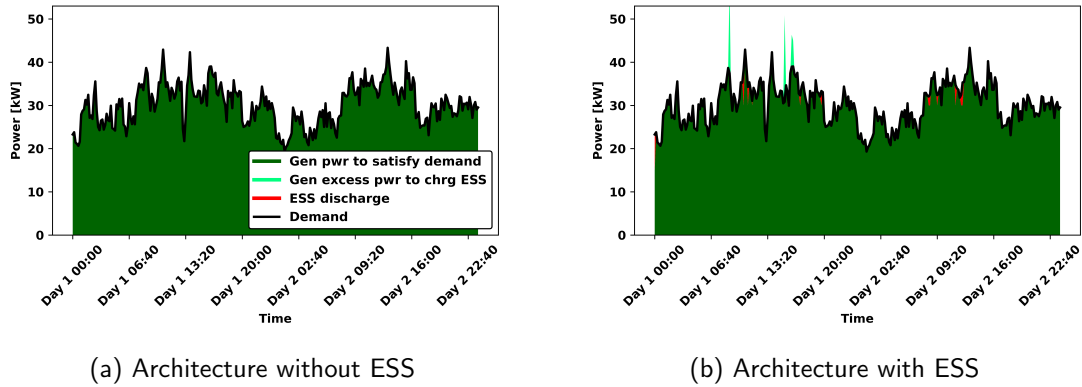 50
40
30
20
10
0
Power [kW]
Gen pwr to satisfy demand
Gen excess pwr to chrg ESS
ESS discharge
Demand
Day 1 00:00
Day 1 06:40
Day 1 13:20
Day 1 20:00
Day 2 02:40
Day 2 09:20
Day 2 16:00
Day 2 22:40
Time
(a) Architecture without ESS
50
40
30
20
10
0
Power [kW]
Day 1 00:00
Day 1 06:40
Day 1 13:20
Day 1 20:00
Day 2 02:40
Day 2 09:20
Day 2 16:00
Day 2 22:40
Time
(b) Architecture with ESS